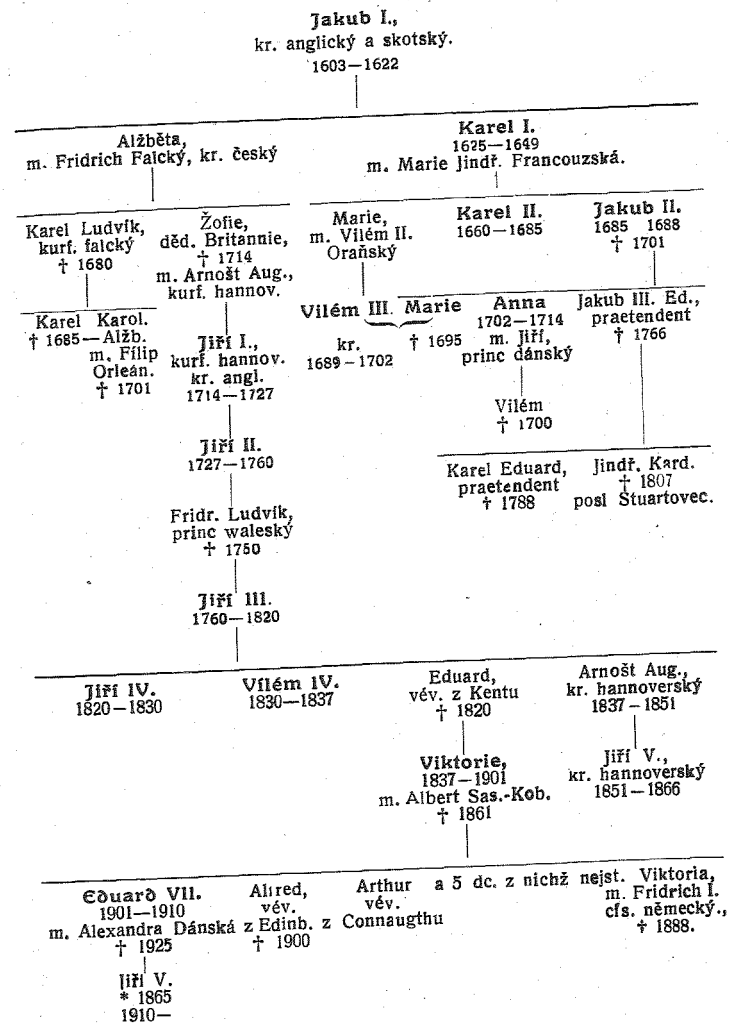 Jakub I.,
kr. anglický a skotský.
1603—1622
Alžběta,
m. Fridrich Falcký, kr. český
Karel I.
1625—1649
m. Marie Jindř. Francouzská.
Karel Ludvík,
kurf. falcký
† 1680
Žofie,
děd. Britannie,
† 1714
m. Arnošt Aug.,
kurf. hannov.
Marie,
m. Vilém II.
Oraňský
Karel II.
1660—1685
Jakub II.
1685 1688
† 1701
Karel Karol.
† 1685—Alžb.
m. Filip
Orleán.
† 1701
Jiří I.,
kurf. hannov.
kr. angl.
1714—1727
Vilém III. Marie
kr.
1689–1702
† 1695
Anna
1702—1714
m. Jiří,
princ dánský
Jakub III. Ed.,
praetendent
† 1766
Vilém
† 1700
Jiří II.
1727—1760
Karel Eduard,
praetendent
† 1788
Jindř. Kard.
† 1807
posl Stuartovec.
Fridr. Ludvík,
princ waleský
† 1750
Jiří III.
1760—1820
Jiří IV.
1820—1830
Vilém IV.
1830—1837
Eduard,
vév. z Kentu
† 1820
Arnošt Aug.,
kr. hannoverský
1837–1851
Viktorie,
1837—1901
m. Albert Sas.-Kob.
† 1861
Jiří V.,
kr. hannoverský
1851—1866
Eduard VII.
1901—1910
m. Alexandra Dánská
† 1925
Alfred,
vév.
z Edinb.
† 1900
Arthur
vév.
z Connaugthu
a 5 dc. z nichž nejst. Viktoria,
m. Fridrich I.
cfs. německý.,
† 1888.
Jiří V.
* 1865
1910—